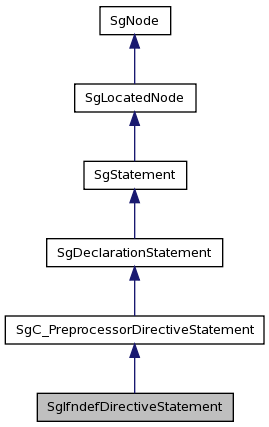 SgNode
SgLocatedNode
SgStatement
SgDeclarationStatement
SgC_PreprocessorDirectiveStatement
SgIfndefDirectiveStatement